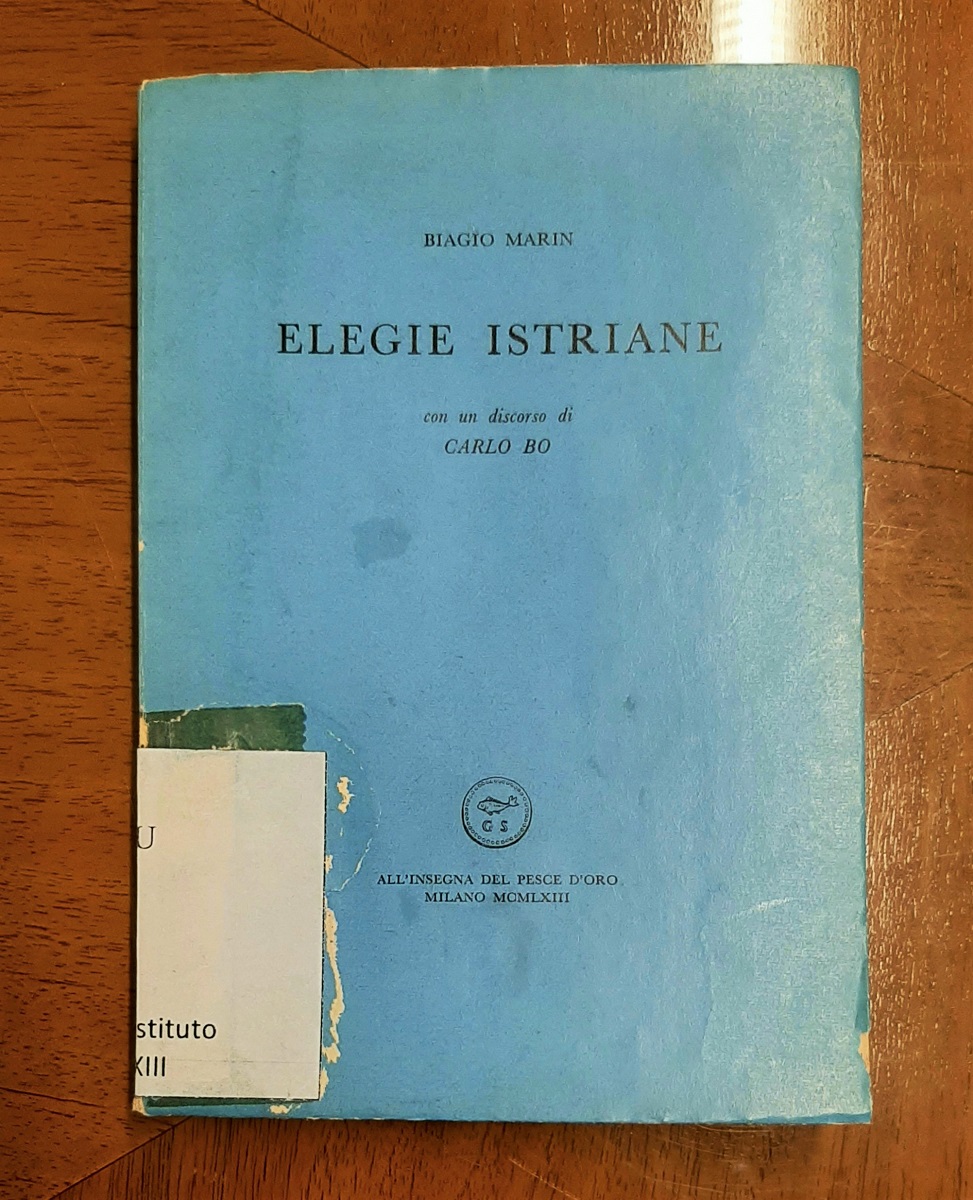 BIAGIO MARIN
ELEGIE ISTRIANE
con un discorso di
CARLO BO
G S
ALL'INSEGNA DEL PESCE D'ORO
MILANO MCMLXIII
U
stituto
XIII